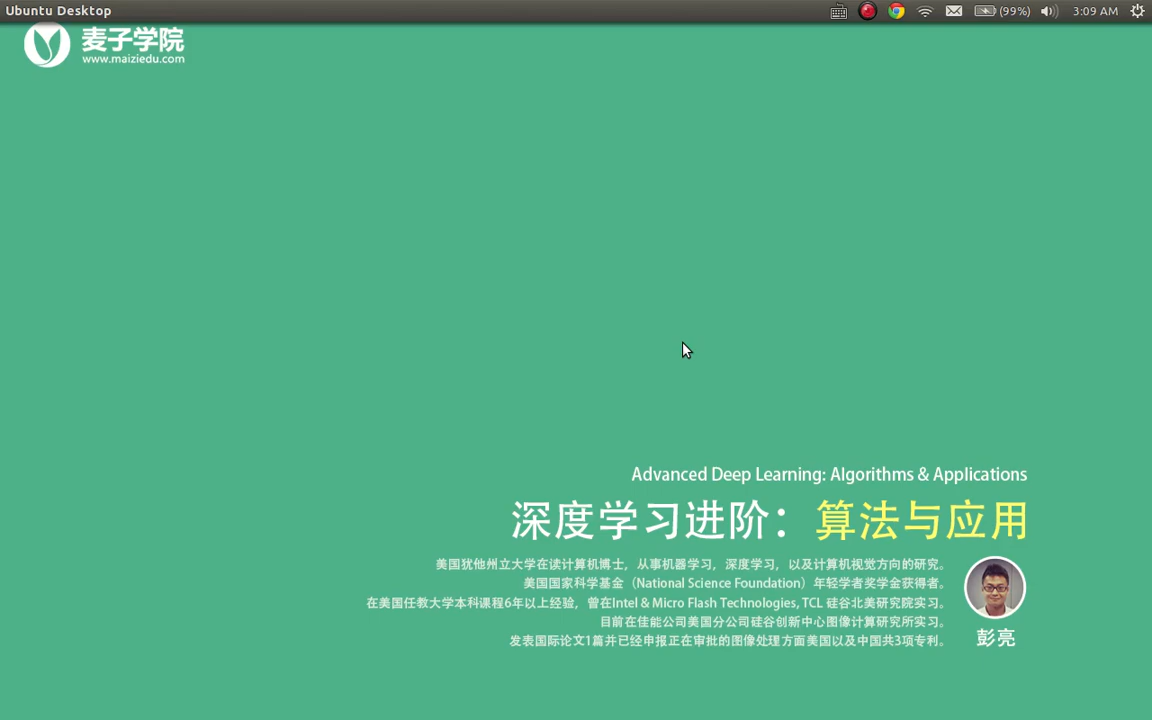 Ubuntu Desktop
(99%)
3:09 AM
麦子学院
www.maiziedu.com
Advanced Deep Learning: Algorithms & Applications
深度学习进阶：算法与应用
美国犹他州立大学在读计算机博士，从事机器学习，深度学习，以及计算机视觉方向的研究。
美国国家科学基金（National Science Foundation）年轻学者奖学金获得者。
在美国任教大学本科课程6年以上经验，曾在Intel & Micro Flash Technologies, TCL 硅谷北美研究院实习。
目前在佳能公司美国分公司硅谷创新中心图像计算研究所实习。
发表国际论文1篇并已经申报正在审批的图像处理方面美国以及中国共3项专利。
彭亮